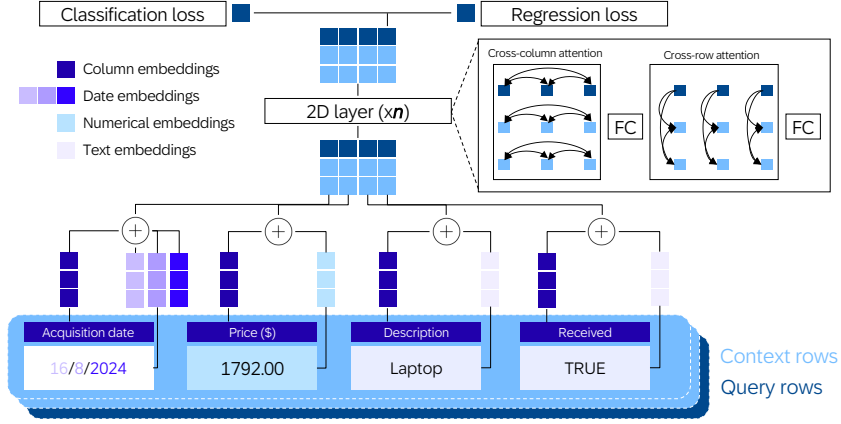 Classification loss
Regression loss
Column embeddings
Date embeddings
Numerical embeddings
Text embeddings
2D layer (xn)
Cross-column attention
FC
Cross-row attention
FC
+
+
+
+
Acquisition date
Price ($)
Description
Received
16/8/2024
1792.00
Laptop
TRUE
Context rows
Query rows